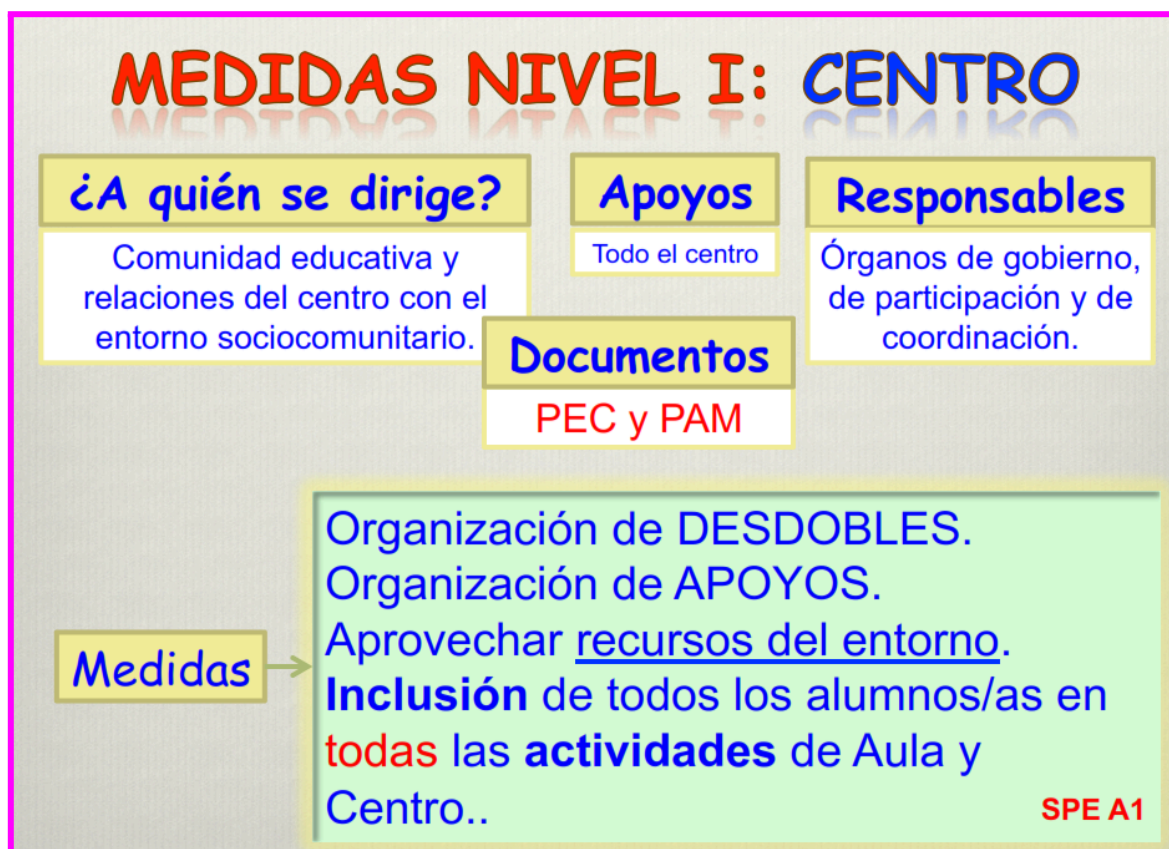 MEDIDAS NIVEL I: CENTRO
¿A quién se dirige?
Comunidad educativa y
relaciones del centro con el
entorno sociocomunitario.
Apoyos
Todo el centro
Responsables
Órganos de gobierno,
de participación y de
coordinación.
Documentos
PEC y PAM
Medidas
Organización de DESDOBLES.
Organización de APOYOS.
Aprovechar recursos del entorno.
Inclusión de todos los alumnos/as en
todas las actividades de Aula y
Centro..
SPE A1